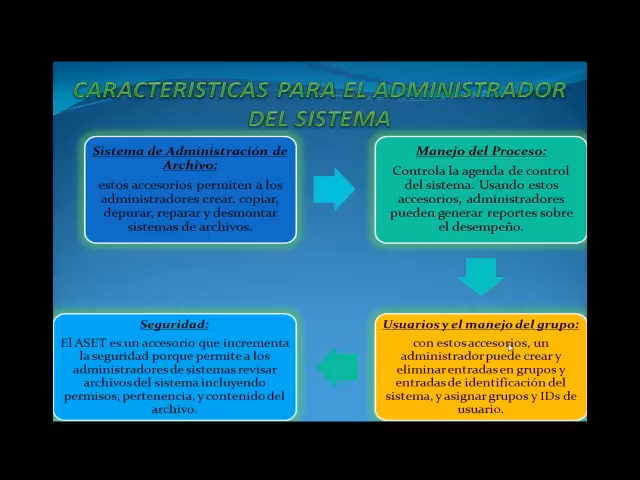 CARACTERISTICAS PARA EL ADMINISTRADOR
DEL SISTEMA
Sistema de Administración de
Archivo:
estos accesorios permiten a los
administradores crear, copiar,
depurar, reparar y desmontar
sistemas de archivos.
Manejo del Proceso:
Controla la agenda de control
del sistema. Usando estos
accesorios, administradores
pueden generar reportes sobre
el desempeño.
Usuarios y el manejo del grupo:
con estos accesorios, un
administrador puede crear y
eliminar entradas en grupos y
entradas de identificación del
sistema, y asignar grupos y IDs de
usuario.
Seguridad:
El ASET es un accesorio que incrementa
la seguridad porque permite a los
administradores de sistemas revisar
archivos del sistema incluyendo
permisos, pertenencia, y contenido del
archivo.